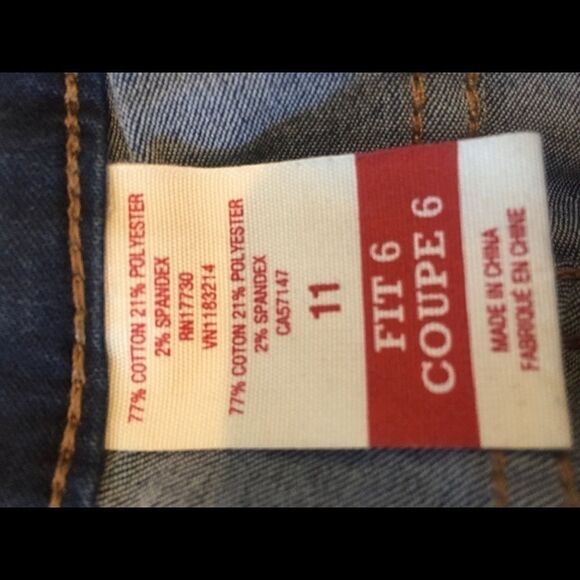 77% COTTON 21% POLYESTER
2% SPANDEX
RN17730
VN1183214
77% COTON 21% POLYESTER
2% SPANDEX
CA57147
11
FIT 6
COUPE 6
MADE IN CHINA
FABRIQUÉ EN CHINE